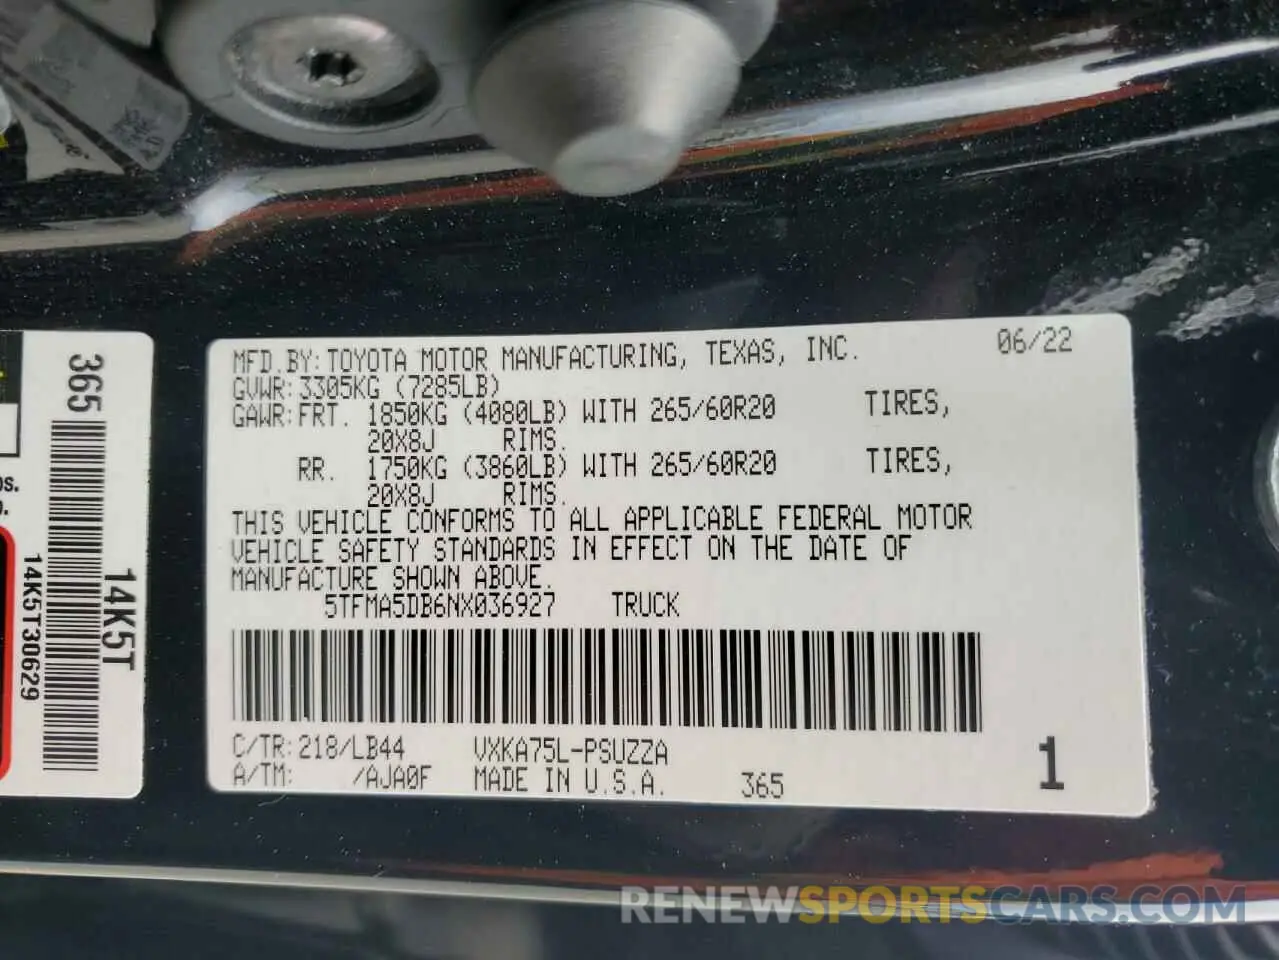 MFD.BY:TOYOTA MOTOR MANUFACTURING, TEXAS, INC. 06/22
GVWR:3305KG (7285LB)
GAWR:FRT. 1850KG (4080LB) WITH 265/60R20 TIRES,
20X8J RIMS.
RR. 1750KG (3860LB) WITH 265/60R20 TIRES,
20X8J RIMS.
THIS VEHICLE CONFORMS TO ALL APPLICABLE FEDERAL MOTOR
VEHICLE SAFETY STANDARDS IN EFFECT ON THE DATE OF
MANUFACTURE SHOWN ABOVE.
5TFMA5DB6NX036927 TRUCK
C/TR:218/LB44 VXKA75L-PSUZZA
A/TM: /AJA0F MADE IN U.S.A. 365
1
365
14K5T
14K5T30629
RENEWSPORTSCARS.COM